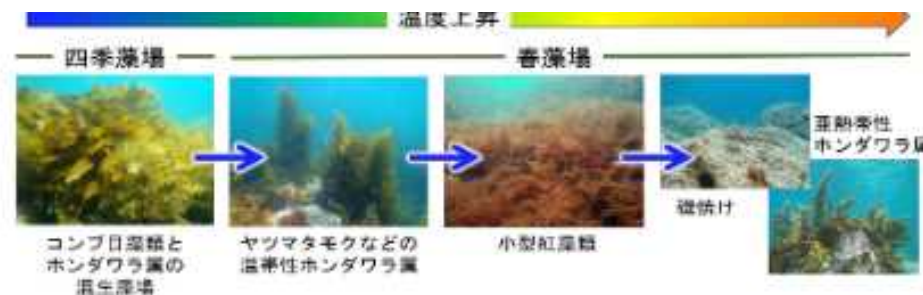 温度上昇
四季藻場
春藻場
コンブ目藻類と
ホンダワラ属の
混生藻場
ヤツマタモクなどの
温帯性ホンダワラ属
小型紅藻類
磯焼け
亜熱帯性
ホンダワラ属